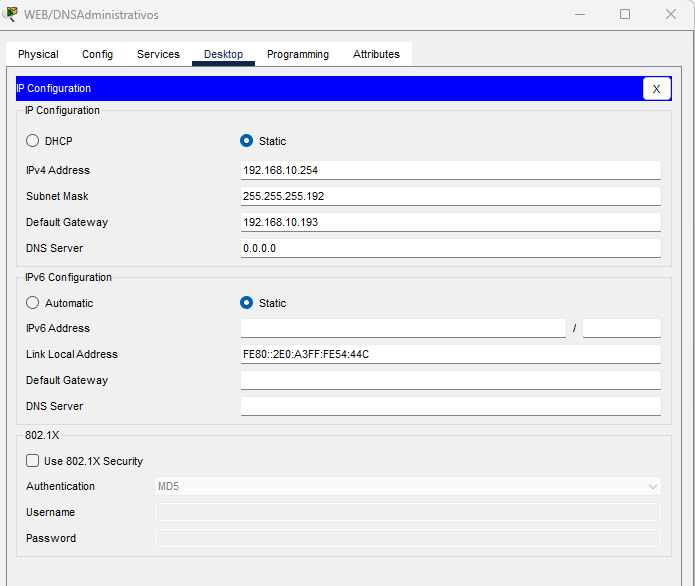 WEB/DNSAdministrativos
Physical Config Services Desktop Programming Attributes
IP Configuration X
IP Configuration
DHCP Static
IPv4 Address 192.168.10.254
Subnet Mask 255.255.255.192
Default Gateway 192.168.10.193
DNS Server 0.0.0.0
IPv6 Configuration
Automatic Static
IPv6 Address /
Link Local Address FE80::2E0:A3FF:FE54:44C
Default Gateway
DNS Server
802.1X
Use 802.1X Security
Authentication MD5
Username
Password